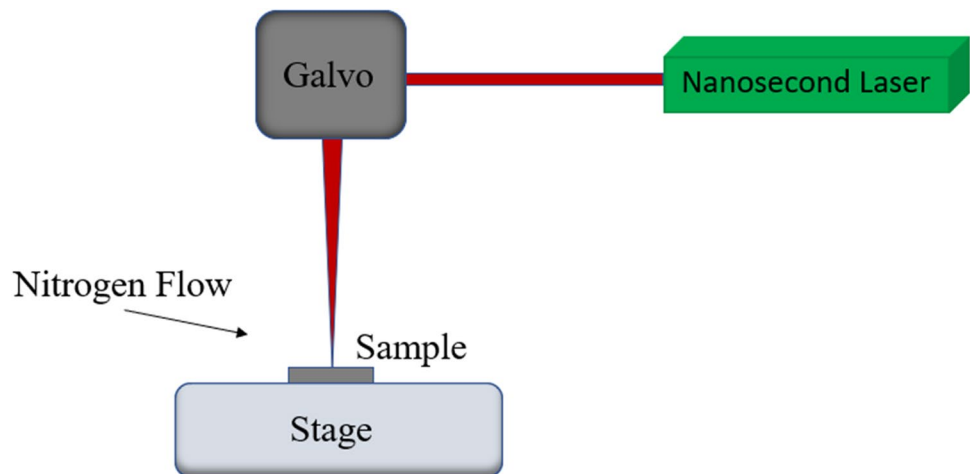 Galvo
Nanosecond Laser
Nitrogen Flow
Sample
Stage